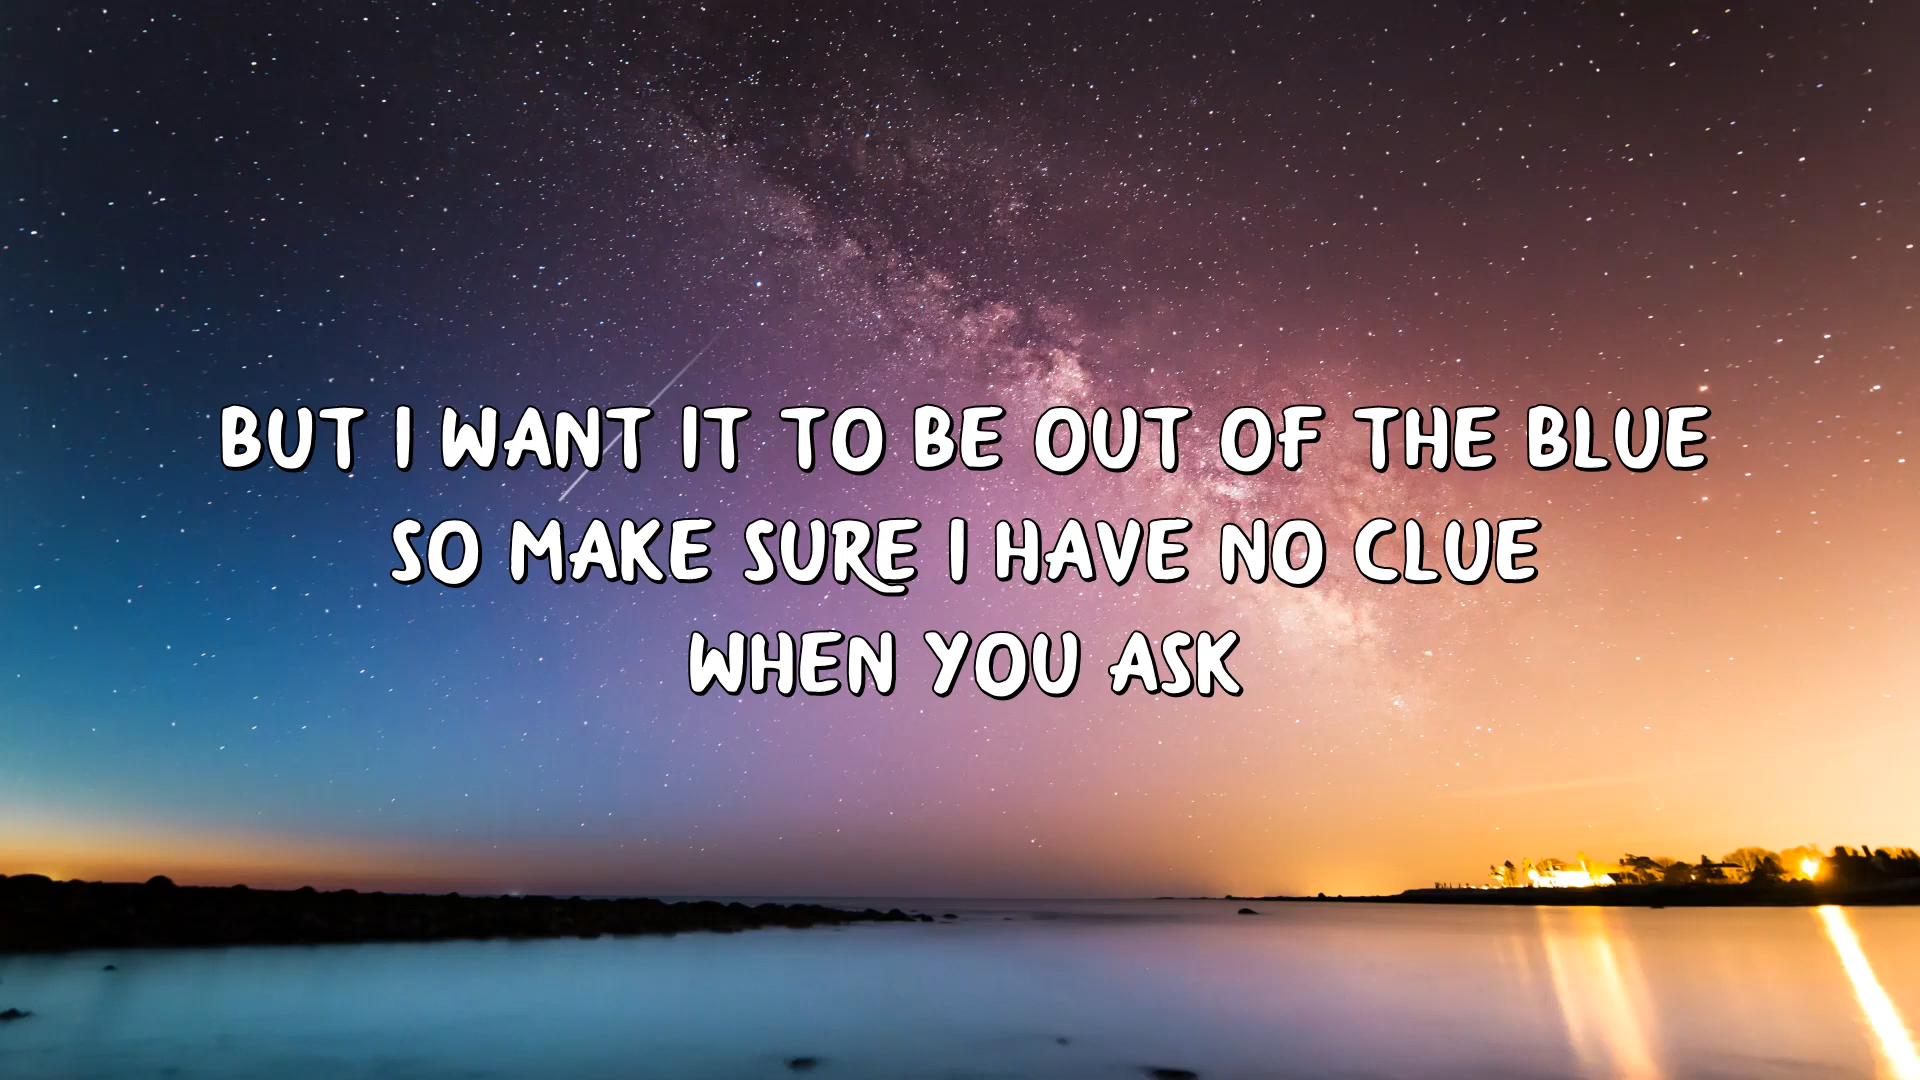 BUT I WANT IT TO BE OUT OF THE BLUE
SO MAKE SURE I HAVE NO CLUE
WHEN YOU ASK